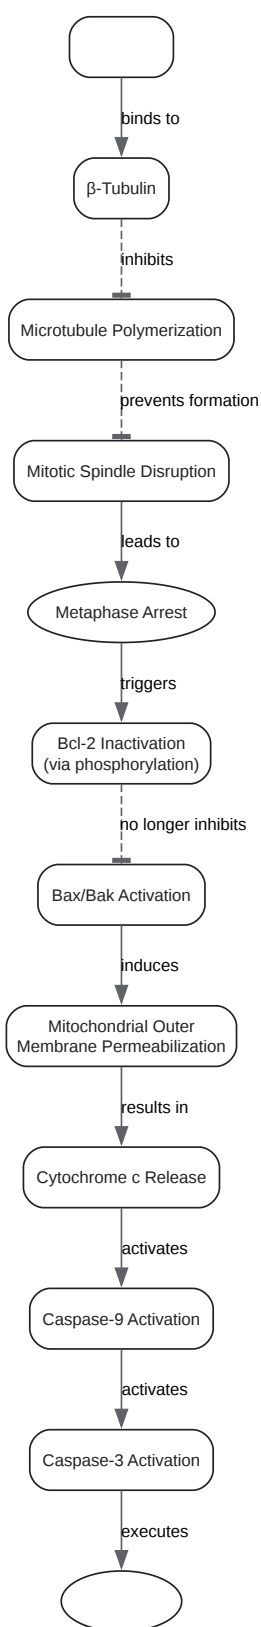 binds to
β-Tubulin
inhibits
Microtubule Polymerization
prevents formation
Mitotic Spindle Disruption
leads to
Metaphase Arrest
triggers
Bcl-2 Inactivation
(via phosphorylation)
no longer inhibits
Bax/Bak Activation
induces
Mitochondrial Outer
Membrane Permeabilization
results in
Cytochrome c Release
activates
Caspase-9 Activation
activates
Caspase-3 Activation
executes